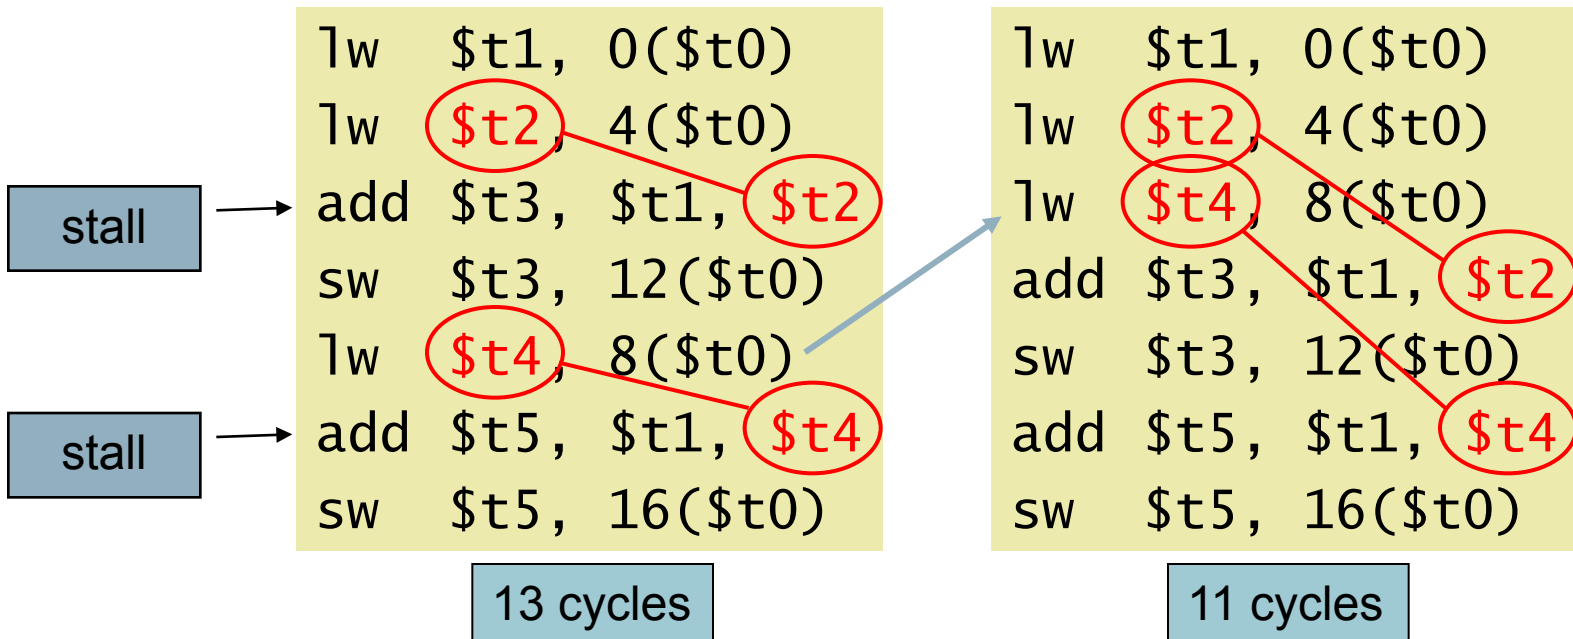 lw $t1, 0($t0)
lw $t2, 4($t0)
stall
add $t3, $t1, $t2
sw $t3, 12($t0)
lw $t4, 8($t0)
stall
add $t5, $t1, $t4
sw $t5, 16($t0)
13 cycles
lw $t1, 0($t0)
lw $t2, 4($t0)
lw $t4, 8($t0)
add $t3, $t1, $t2
sw $t3, 12($t0)
add $t5, $t1, $t4
sw $t5, 16($t0)
11 cycles